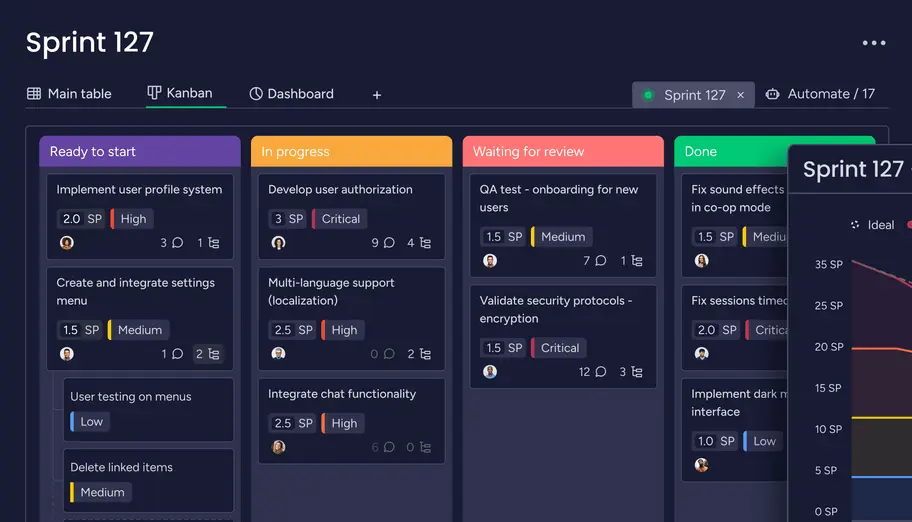 Sprint 127
Main table
Kanban
Dashboard
+
Sprint 127 ×
Automate / 17
Ready to start
Implement user profile system
2.0 SP
High
3
1
Create and integrate settings
menu
1.5 SP
Medium
1
2
User testing on menus
Low
Delete linked items
Medium
In progress
Develop user authorization
3 SP
Critical
9
4
Multi-language support
(localization)
2.5 SP
High
0
2
Integrate chat functionality
2.5 SP
High
6
0
Waiting for review
QA test - onboarding for new
users
1.5 SP
Medium
7
1
Validate security protocols -
encryption
1.5 SP
Critical
12
3
Done
Fix sound effects
in co-op mode
1.5 SP
Mediu
Fix sessions timeo
2.0 SP
Critica
Implement dark m
interface
1.0 SP
Low
Sprint 127
Ideal
35 SP
25 SP
20 SP
15 SP
10 SP
5 SP
0 SP